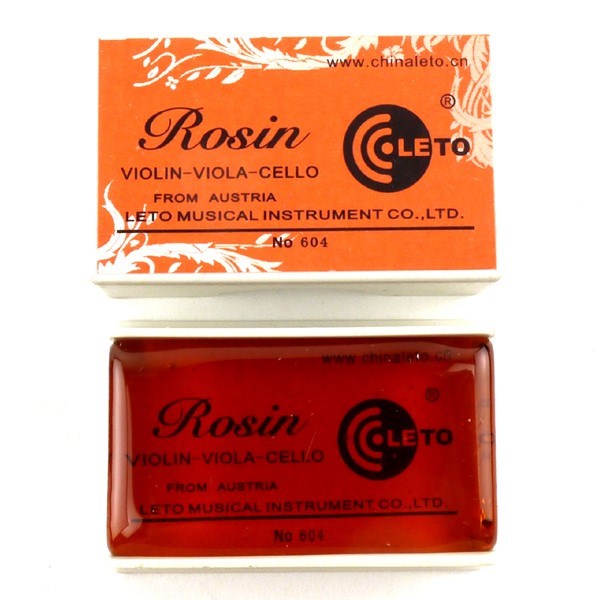 www.chinaleto.cn
®
Rosin
LETO
VIOLIN-VIOLA-CELLO
FROM AUSTRIA
LETO MUSICAL INSTRUMENT CO.,LTD.
No 604
www.chinaleto.cn
®
Rosin
LETO
VIOLIN-VIOLA-CELLO
FROM AUSTRIA
LETO MUSICAL INSTRUMENT CO.,LTD.
No 604